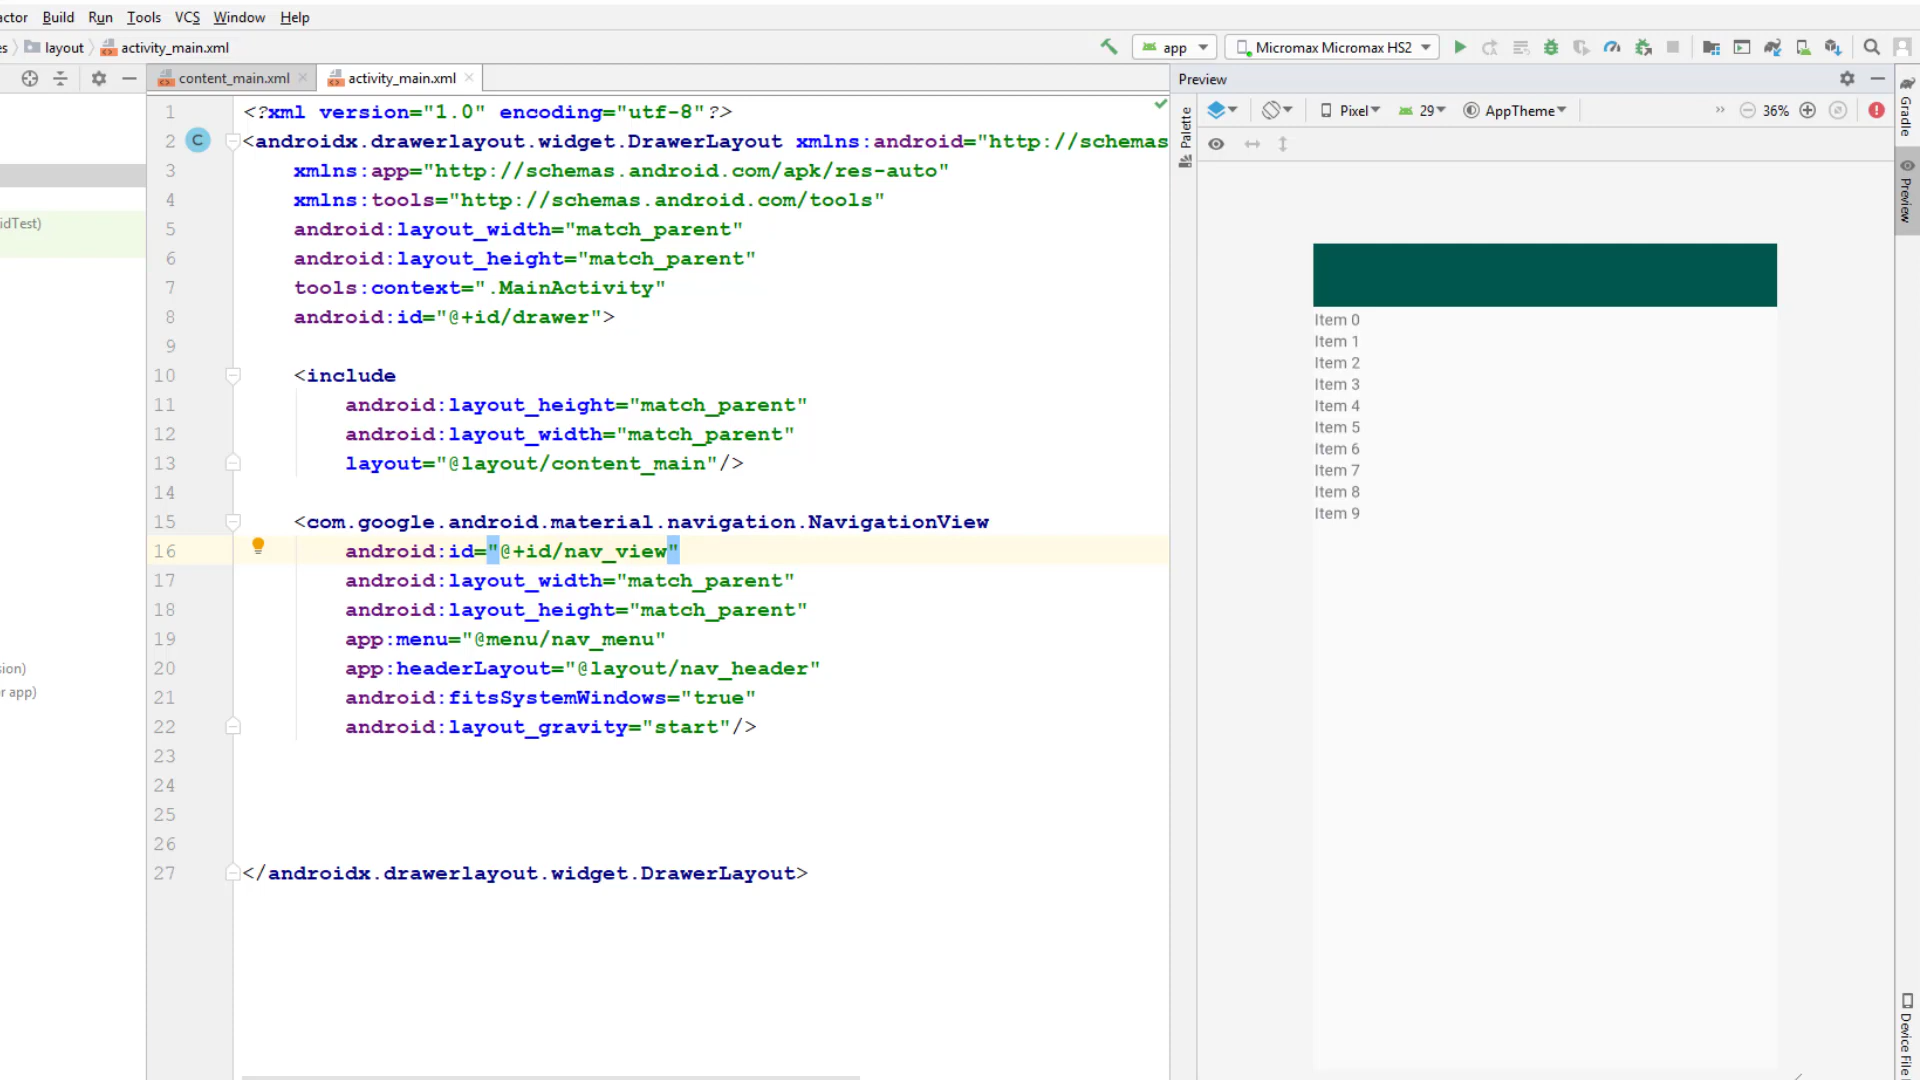 actor Build Run Tools VCS Window Help
es layout activity_main.xml
app Micromax Micromax HS2
content_main.xml activity_main.xml
Preview
Pixel 29 AppTheme » 36%
Palette
Gradle
Preview
Device File
idTest)
sion)
r app)
1 <?xml version="1.0" encoding="utf-8"?>
2 C <androidx.drawerlayout.widget.DrawerLayout xmlns:android="http://schemas
3 xmlns:app="http://schemas.android.com/apk/res-auto"
4 xmlns:tools="http://schemas.android.com/tools"
5 android:layout_width="match_parent"
6 android:layout_height="match_parent"
7 tools:context=".MainActivity"
8 android:id="@+id/drawer">
9
10 <include
11 android:layout_height="match_parent"
12 android:layout_width="match_parent"
13 layout="@layout/content_main"/>
14
15 <com.google.android.material.navigation.NavigationView
16 android:id="@+id/nav_view"
17 android:layout_width="match_parent"
18 android:layout_height="match_parent"
19 app:menu="@menu/nav_menu"
20 app:headerLayout="@layout/nav_header"
21 android:fitsSystemWindows="true"
22 android:layout_gravity="start"/>
23
24
25
26
27 </androidx.drawerlayout.widget.DrawerLayout>
Item 0
Item 1
Item 2
Item 3
Item 4
Item 5
Item 6
Item 7
Item 8
Item 9